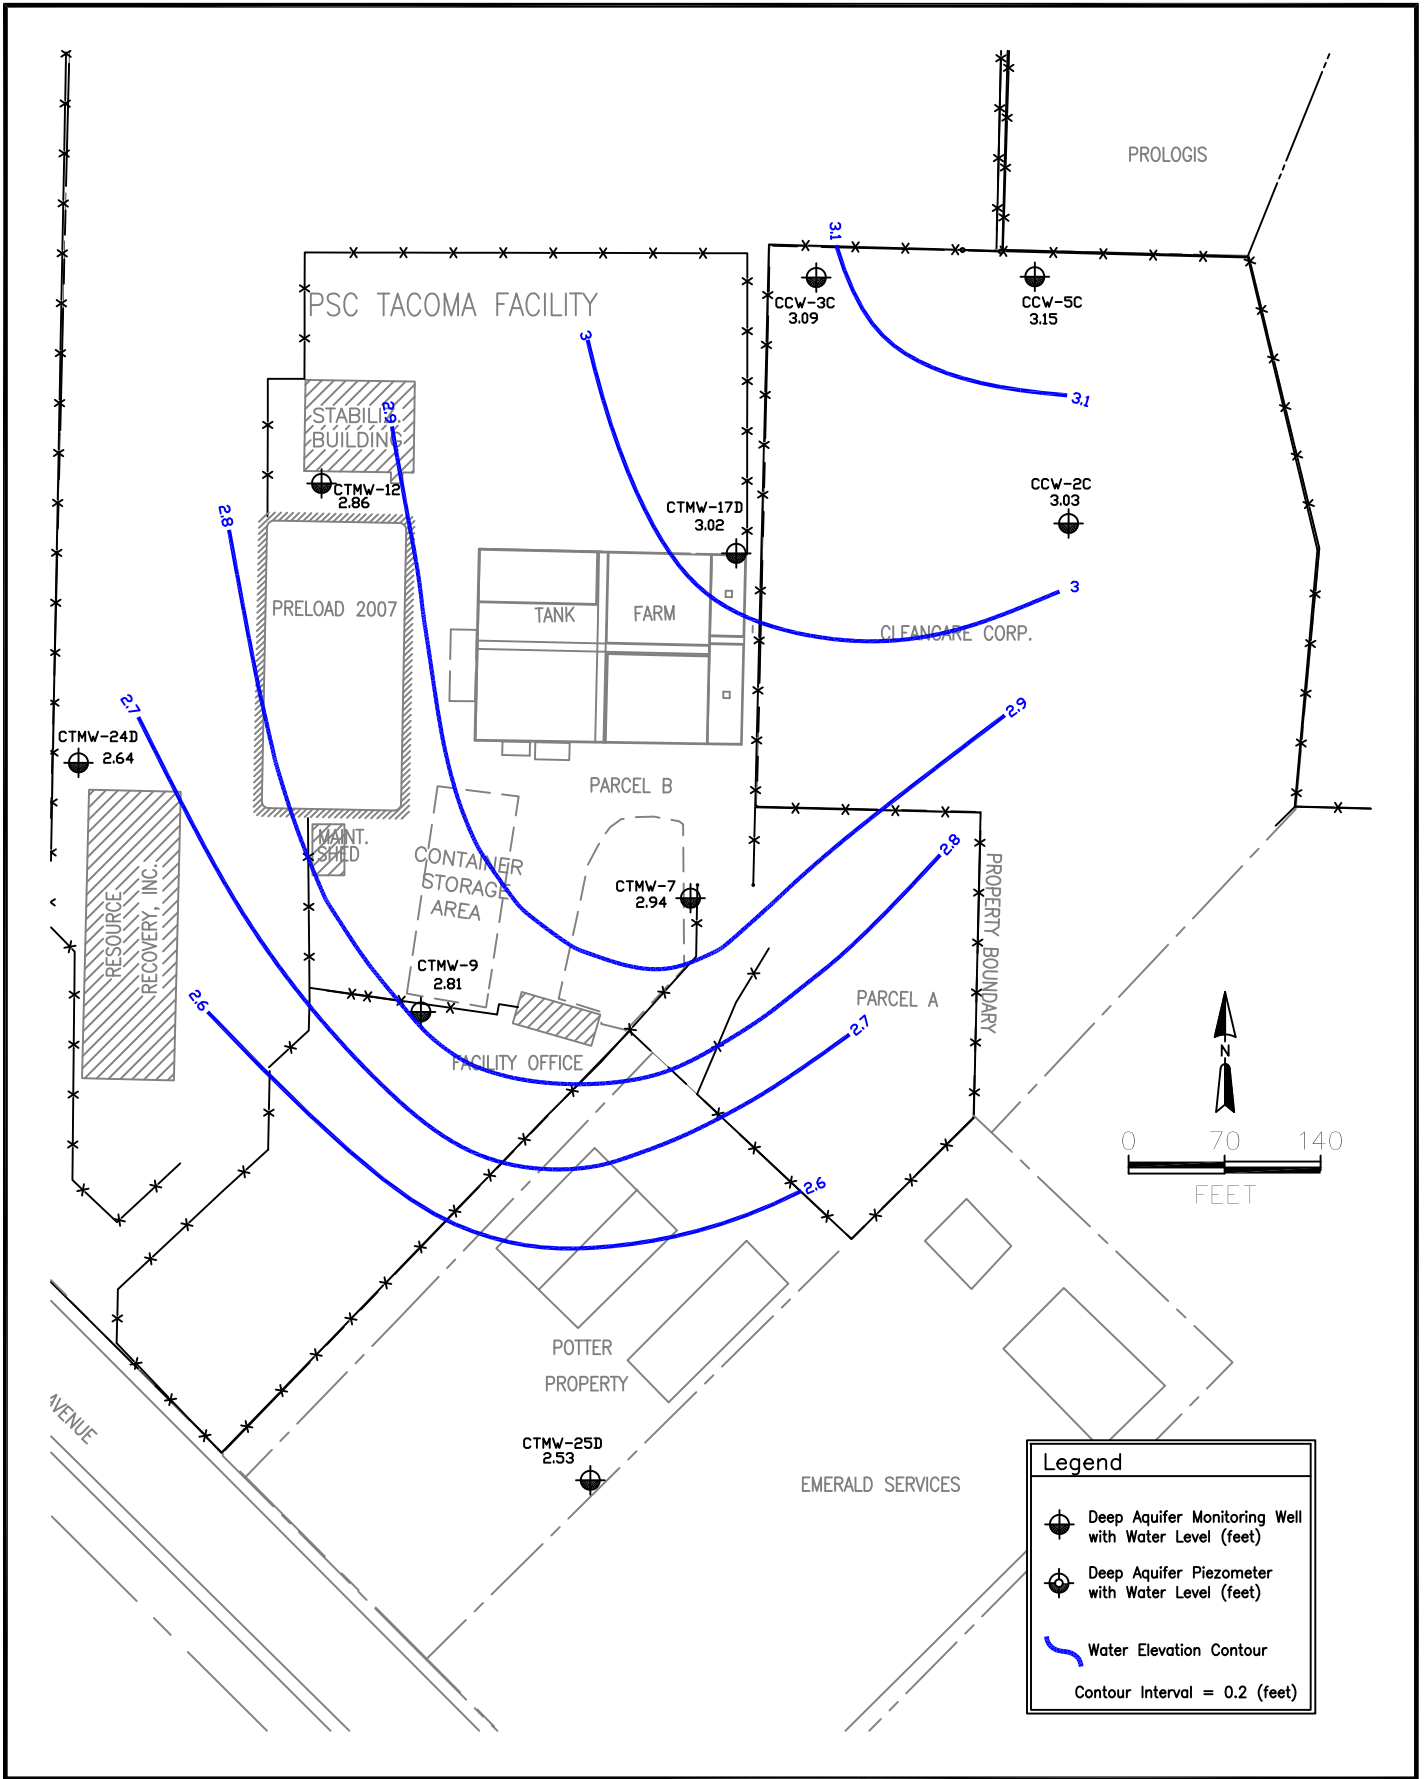 PROLOGIS
3.1
PSC TACOMA FACILITY
CCW-3C
3.09
CCW-5C
3.15
3
3.1
2.9
STABILIZ.
BUILDING
CTMW-12
2.86
CCW-2C
3.03
CTMW-17D
3.02
2.8
PRELOAD 2007
TANK
FARM
3
CLEANCARE CORP.
2.7
2.9
CTMW-24D
2.64
PARCEL B
MAINT.
SHED
CONTAINER
STORAGE
AREA
2.8
CTMW-7
2.94
PROPERTY BOUNDARY
RESOURCE
RECOVERY, INC.
CTMW-9
2.81
PARCEL A
2.6
2.7
FACILITY OFFICE
N
0 70 140
FEET
2.6
POTTER
PROPERTY
AVENUE
CTMW-25D
2.53
EMERALD SERVICES
Legend
Deep Aquifer Monitoring Well
with Water Level (feet)
Deep Aquifer Piezometer
with Water Level (feet)
Water Elevation Contour
Contour Interval = 0.2 (feet)